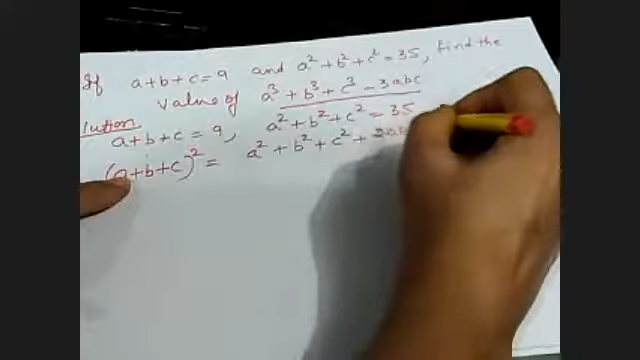 If a+b+c=9 and a²+b²+c²=35, find the
value of a³+b³+c³-3abc
lution
a+b+c=9, a²+b²+c²=35
(a+b+c)² = a²+b²+c²+